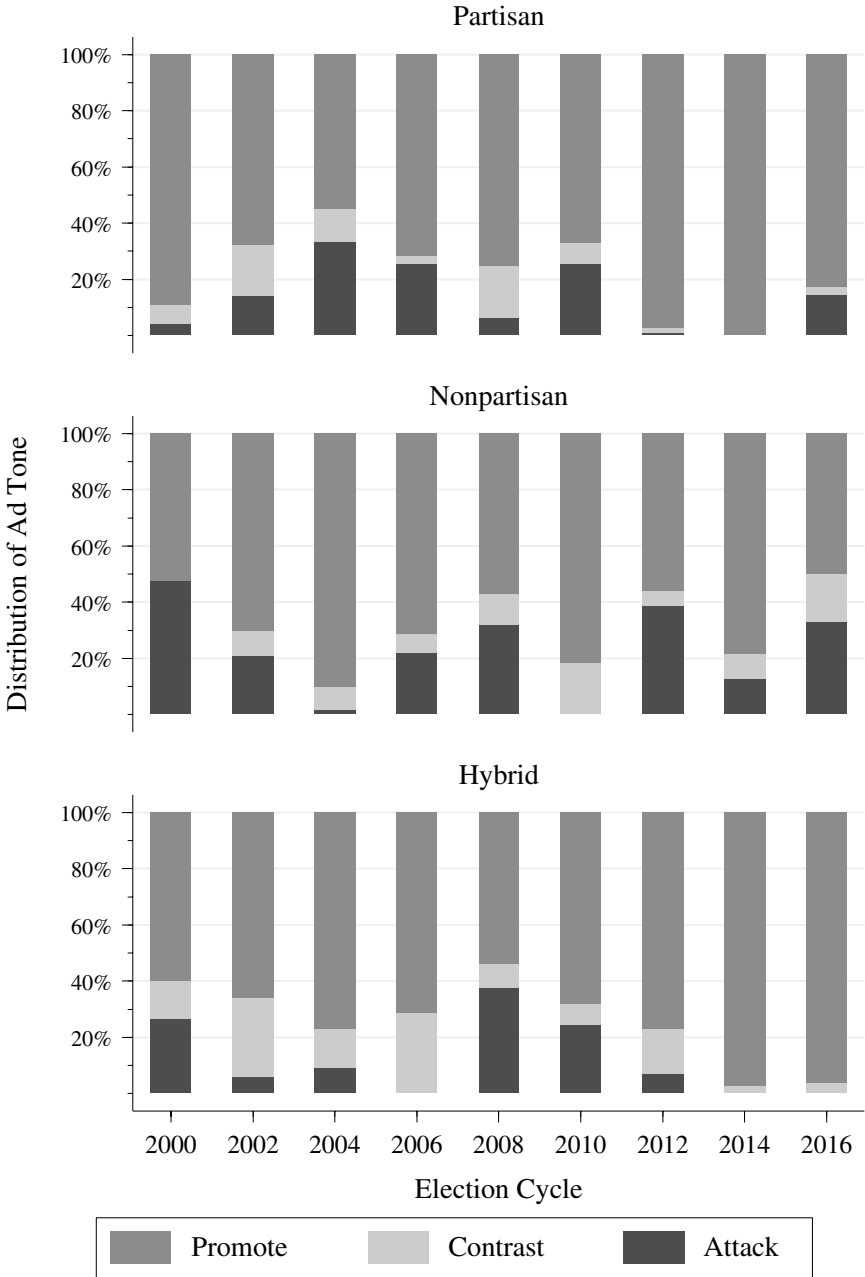 Partisan
100%
80%
60%
40%
20%
Nonpartisan
100%
80%
60%
40%
20%
Distribution of Ad Tone
Hybrid
100%
80%
60%
40%
20%
2000 2002 2004 2006 2008 2010 2012 2014 2016
Election Cycle
Promote Contrast Attack